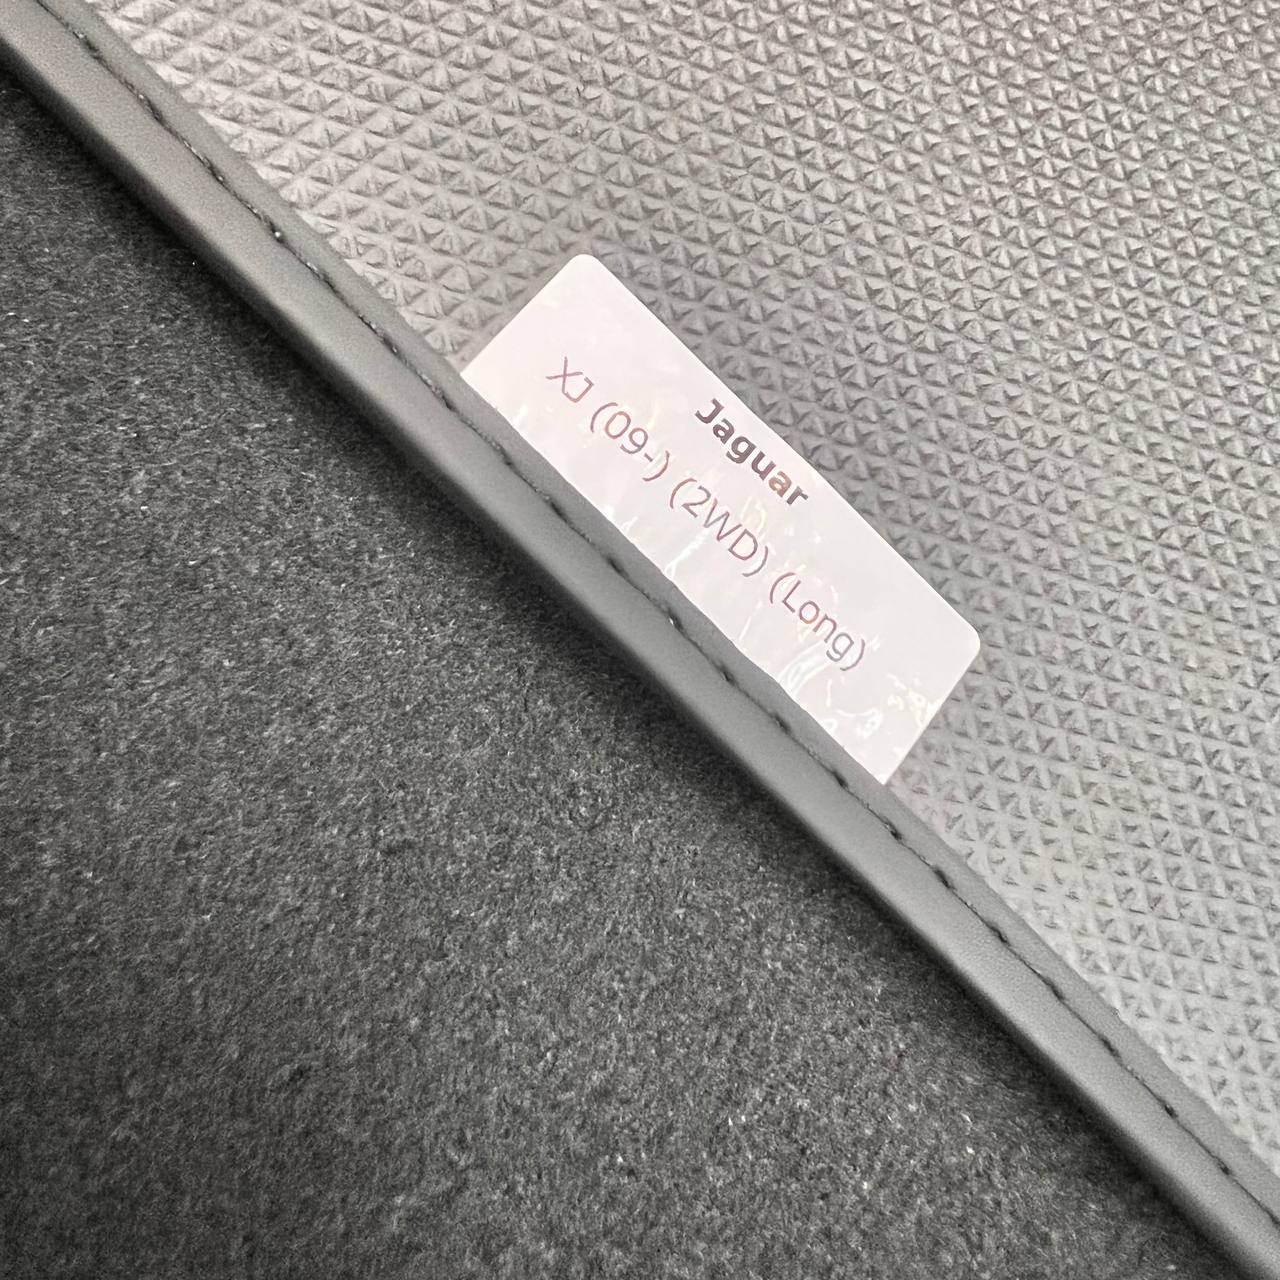 Jaguar
XJ (09-) (2WD) (Long)